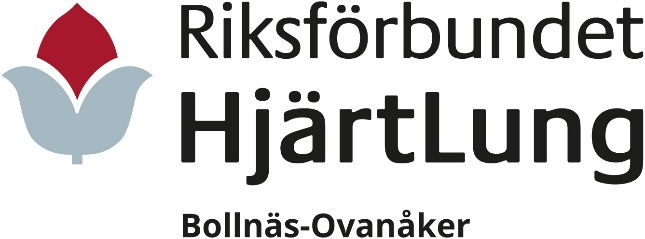 Riksförbundet
HjärtLung
Bollnäs-Ovanåker